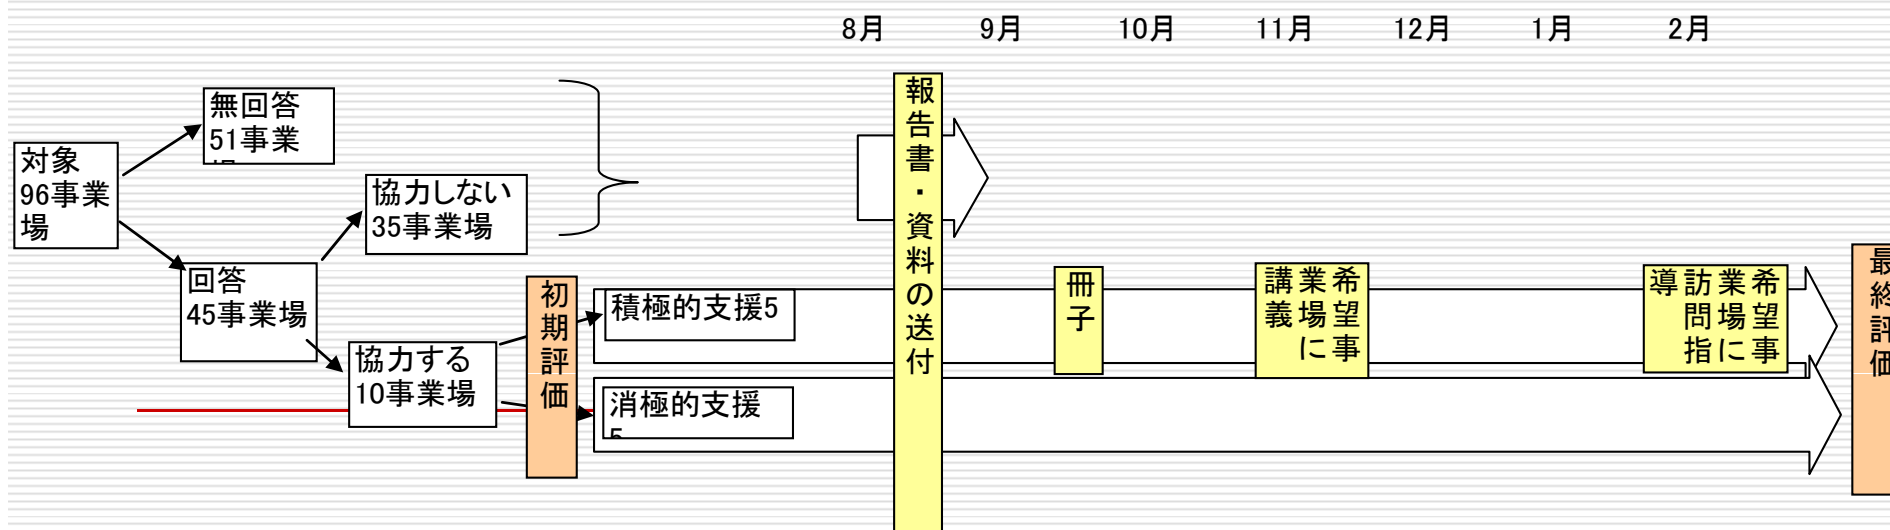 8月 9月 10月 11月 12月 1月 2月
対象
96事業
場
無回答
51事業
回答
45事業場
協力しない
35事業場
協力する
10事業場
初期評価
積極的支援5
消極的支援
報告書・資料の送付
冊子
希望事
業場に
講義
希望事
業場に
訪問指
導
最終評価